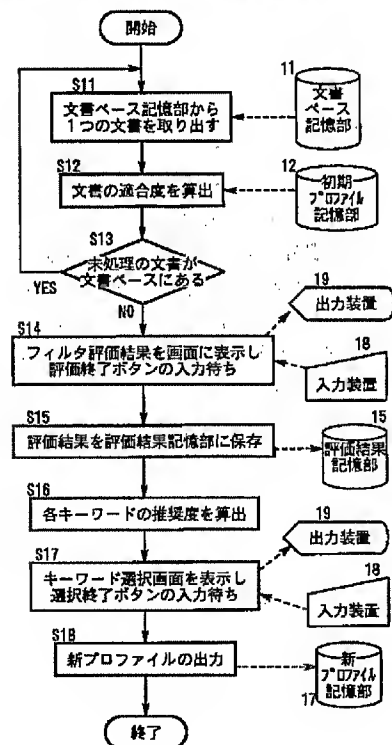 開始
S11
文書ベース記憶部から
1つの文書を取り出す
11
文書
ベース
記憶部
S12
文書の適合度を算出
12
初期
プロファイル
記憶部
S13
未処理の文書が
文書ベースにある
YES
NO
S14
フィルタ評価結果を画面に表示し
評価終了ボタンの入力待ち
19
出力装置
18
入力装置
S15
評価結果を評価結果記憶部に保存
15
評価結果
記憶部
S16
各キーワードの推奨度を算出
S17
キーワード選択画面を表示し
選択終了ボタンの入力待ち
19
出力装置
18
入力装置
S18
新プロファイルの出力
新
プロファイル
記憶部
17
終了